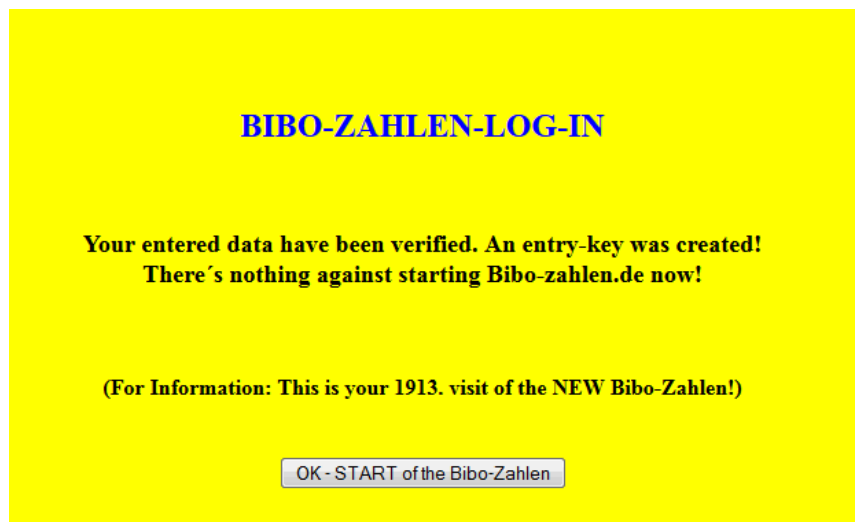 BIBO-ZAHLEN-LOG-IN
Your entered data have been verified. An entry-key was created!
There´s nothing against starting Bibo-zahlen.de now!
(For Information: This is your 1913. visit of the NEW Bibo-Zahlen!)
OK - START of the Bibo-Zahlen